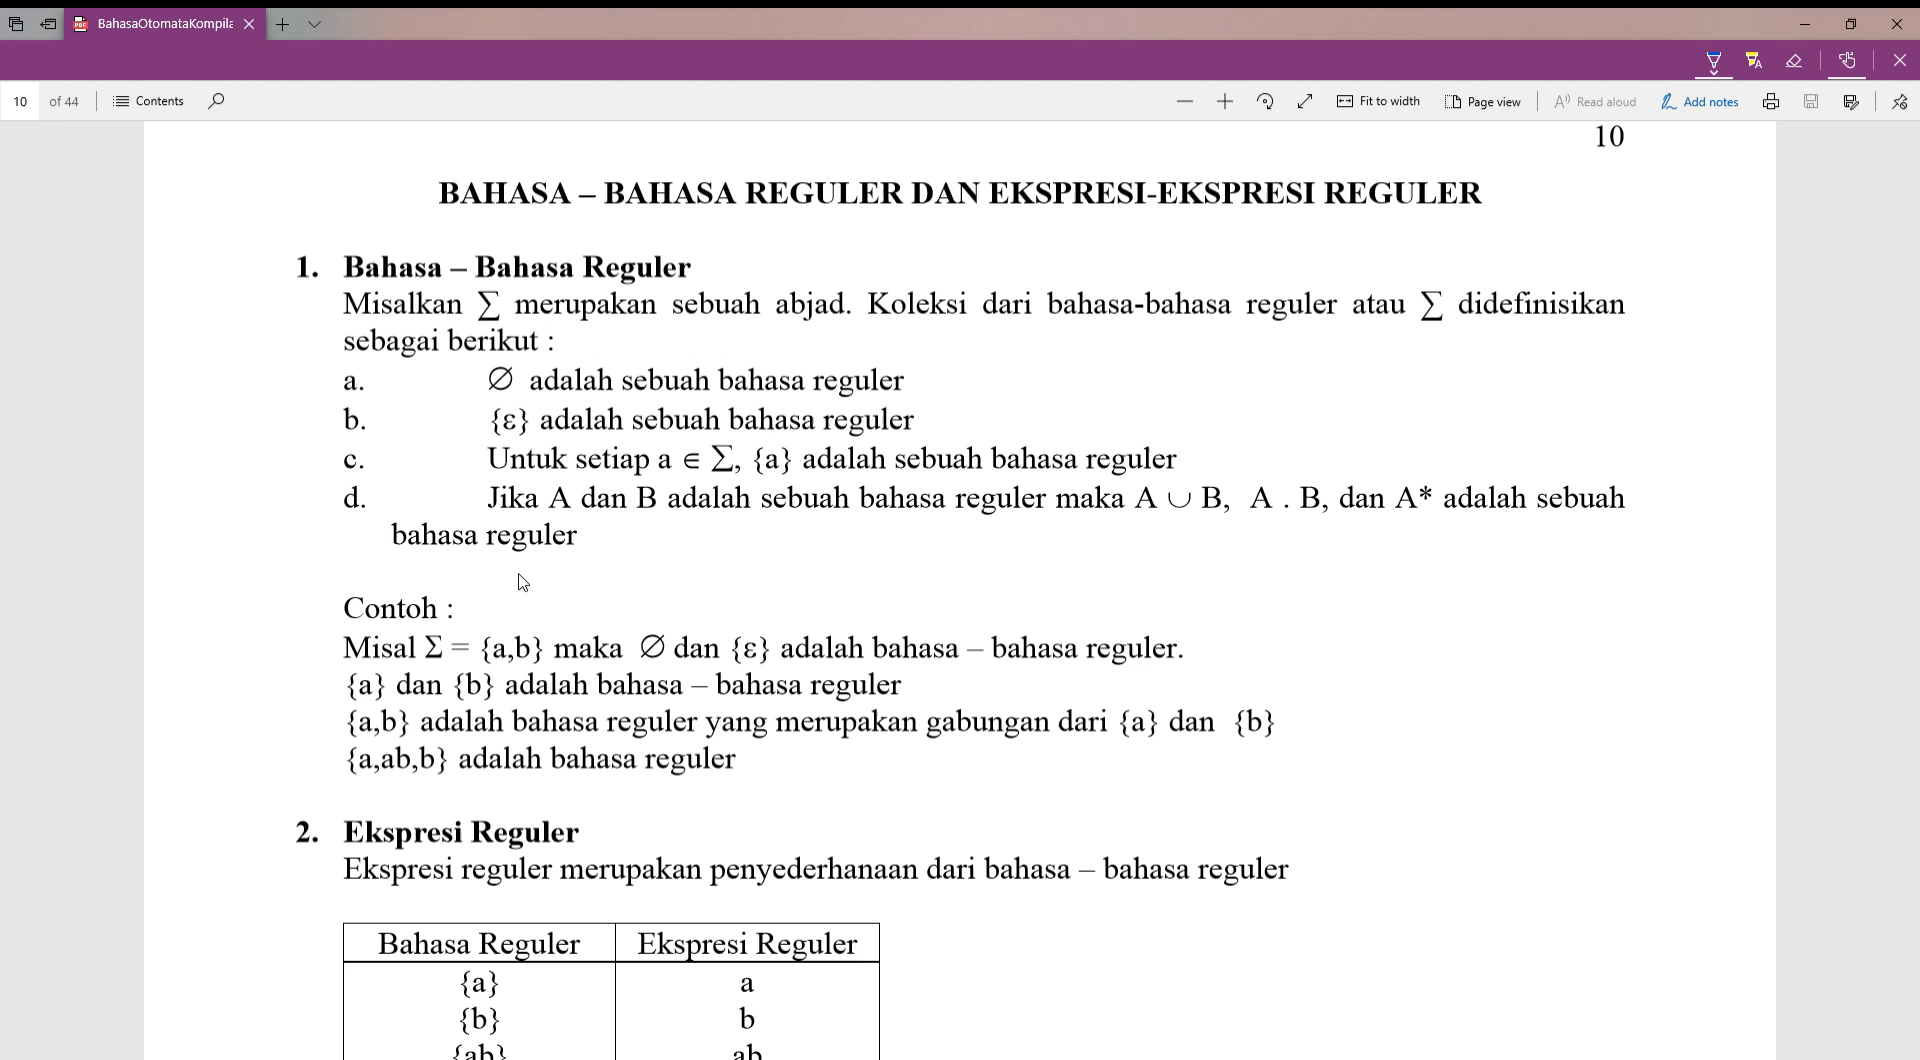 BahasaOtomataKompila
10 of 44 Contents Fit to width Page view Read aloud Add notes
10
BAHASA – BAHASA REGULER DAN EKSPRESI-EKSPRESI REGULER
1. Bahasa – Bahasa Reguler
Misalkan ∑ merupakan sebuah abjad. Koleksi dari bahasa-bahasa reguler atau ∑ didefinisikan
sebagai berikut :
a. ∅ adalah sebuah bahasa reguler
b. {ε} adalah sebuah bahasa reguler
c. Untuk setiap a ∈ ∑, {a} adalah sebuah bahasa reguler
d. Jika A dan B adalah sebuah bahasa reguler maka A ∪ B, A . B, dan A* adalah sebuah
bahasa reguler
Contoh :
Misal Σ = {a,b} maka ∅ dan {ε} adalah bahasa – bahasa reguler.
{a} dan {b} adalah bahasa – bahasa reguler
{a,b} adalah bahasa reguler yang merupakan gabungan dari {a} dan {b}
{a,ab,b} adalah bahasa reguler
2. Ekspresi Reguler
Ekspresi reguler merupakan penyederhanaan dari bahasa – bahasa reguler
Bahasa Reguler Ekspresi Reguler
{a} a
{b} b
{ab} ab